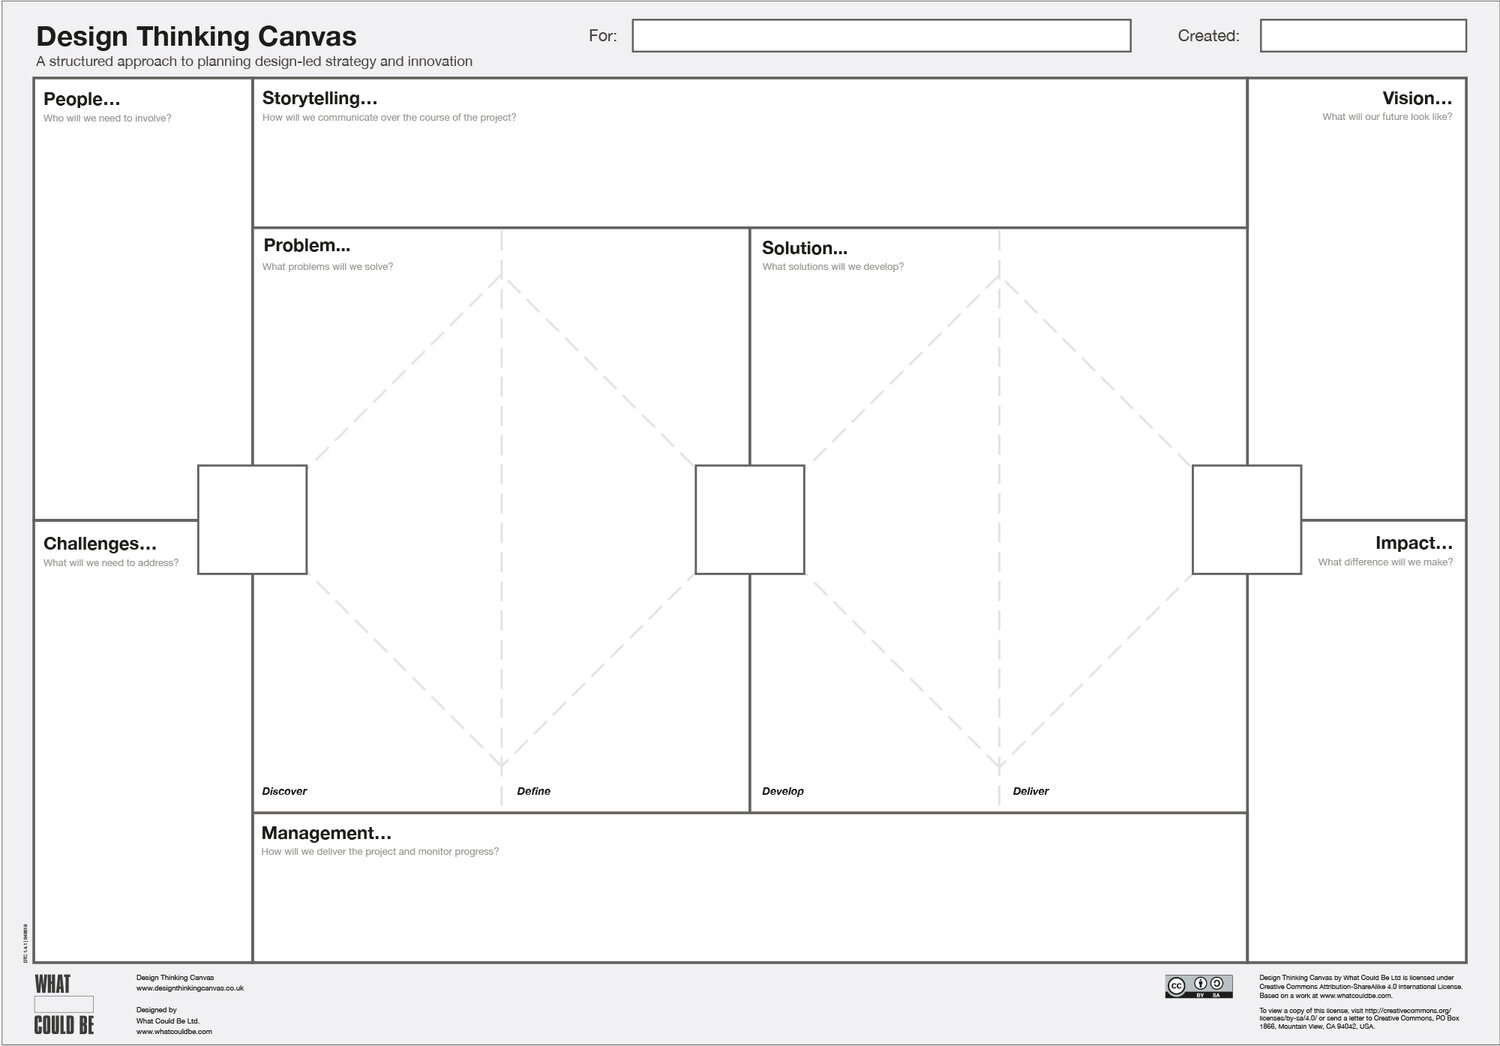 Design Thinking Canvas
A structured approach to planning design-led strategy and innovation
For:
Created:
People…
Who will we need to involve?
Storytelling…
How will we communicate over the course of the project?
Vision…
What will our future look like?
Problem...
What problems will we solve?
Solution...
What solutions will we develop?
Challenges…
What will we need to address?
Impact…
What difference will we make?
Discover
Define
Develop
Deliver
Management…
How will we deliver the project and monitor progress?
WHAT
COULD BE
Design Thinking Canvas
www.designthinkingcanvas.co.uk
Designed by
What Could Be Ltd.
www.whatcouldbe.com
cc
BY SA
Design Thinking Canvas by What Could Be Ltd is licensed under
Creative Commons Attribution-ShareAlike 4.0 International License.
Based on a work at www.whatcouldbe.com.
To view a copy of this license, visit http://creativecommons.org/
licenses/by-sa/4.0/ or send a letter to Creative Commons, PO Box
1866, Mountain View, CA 94042, USA.